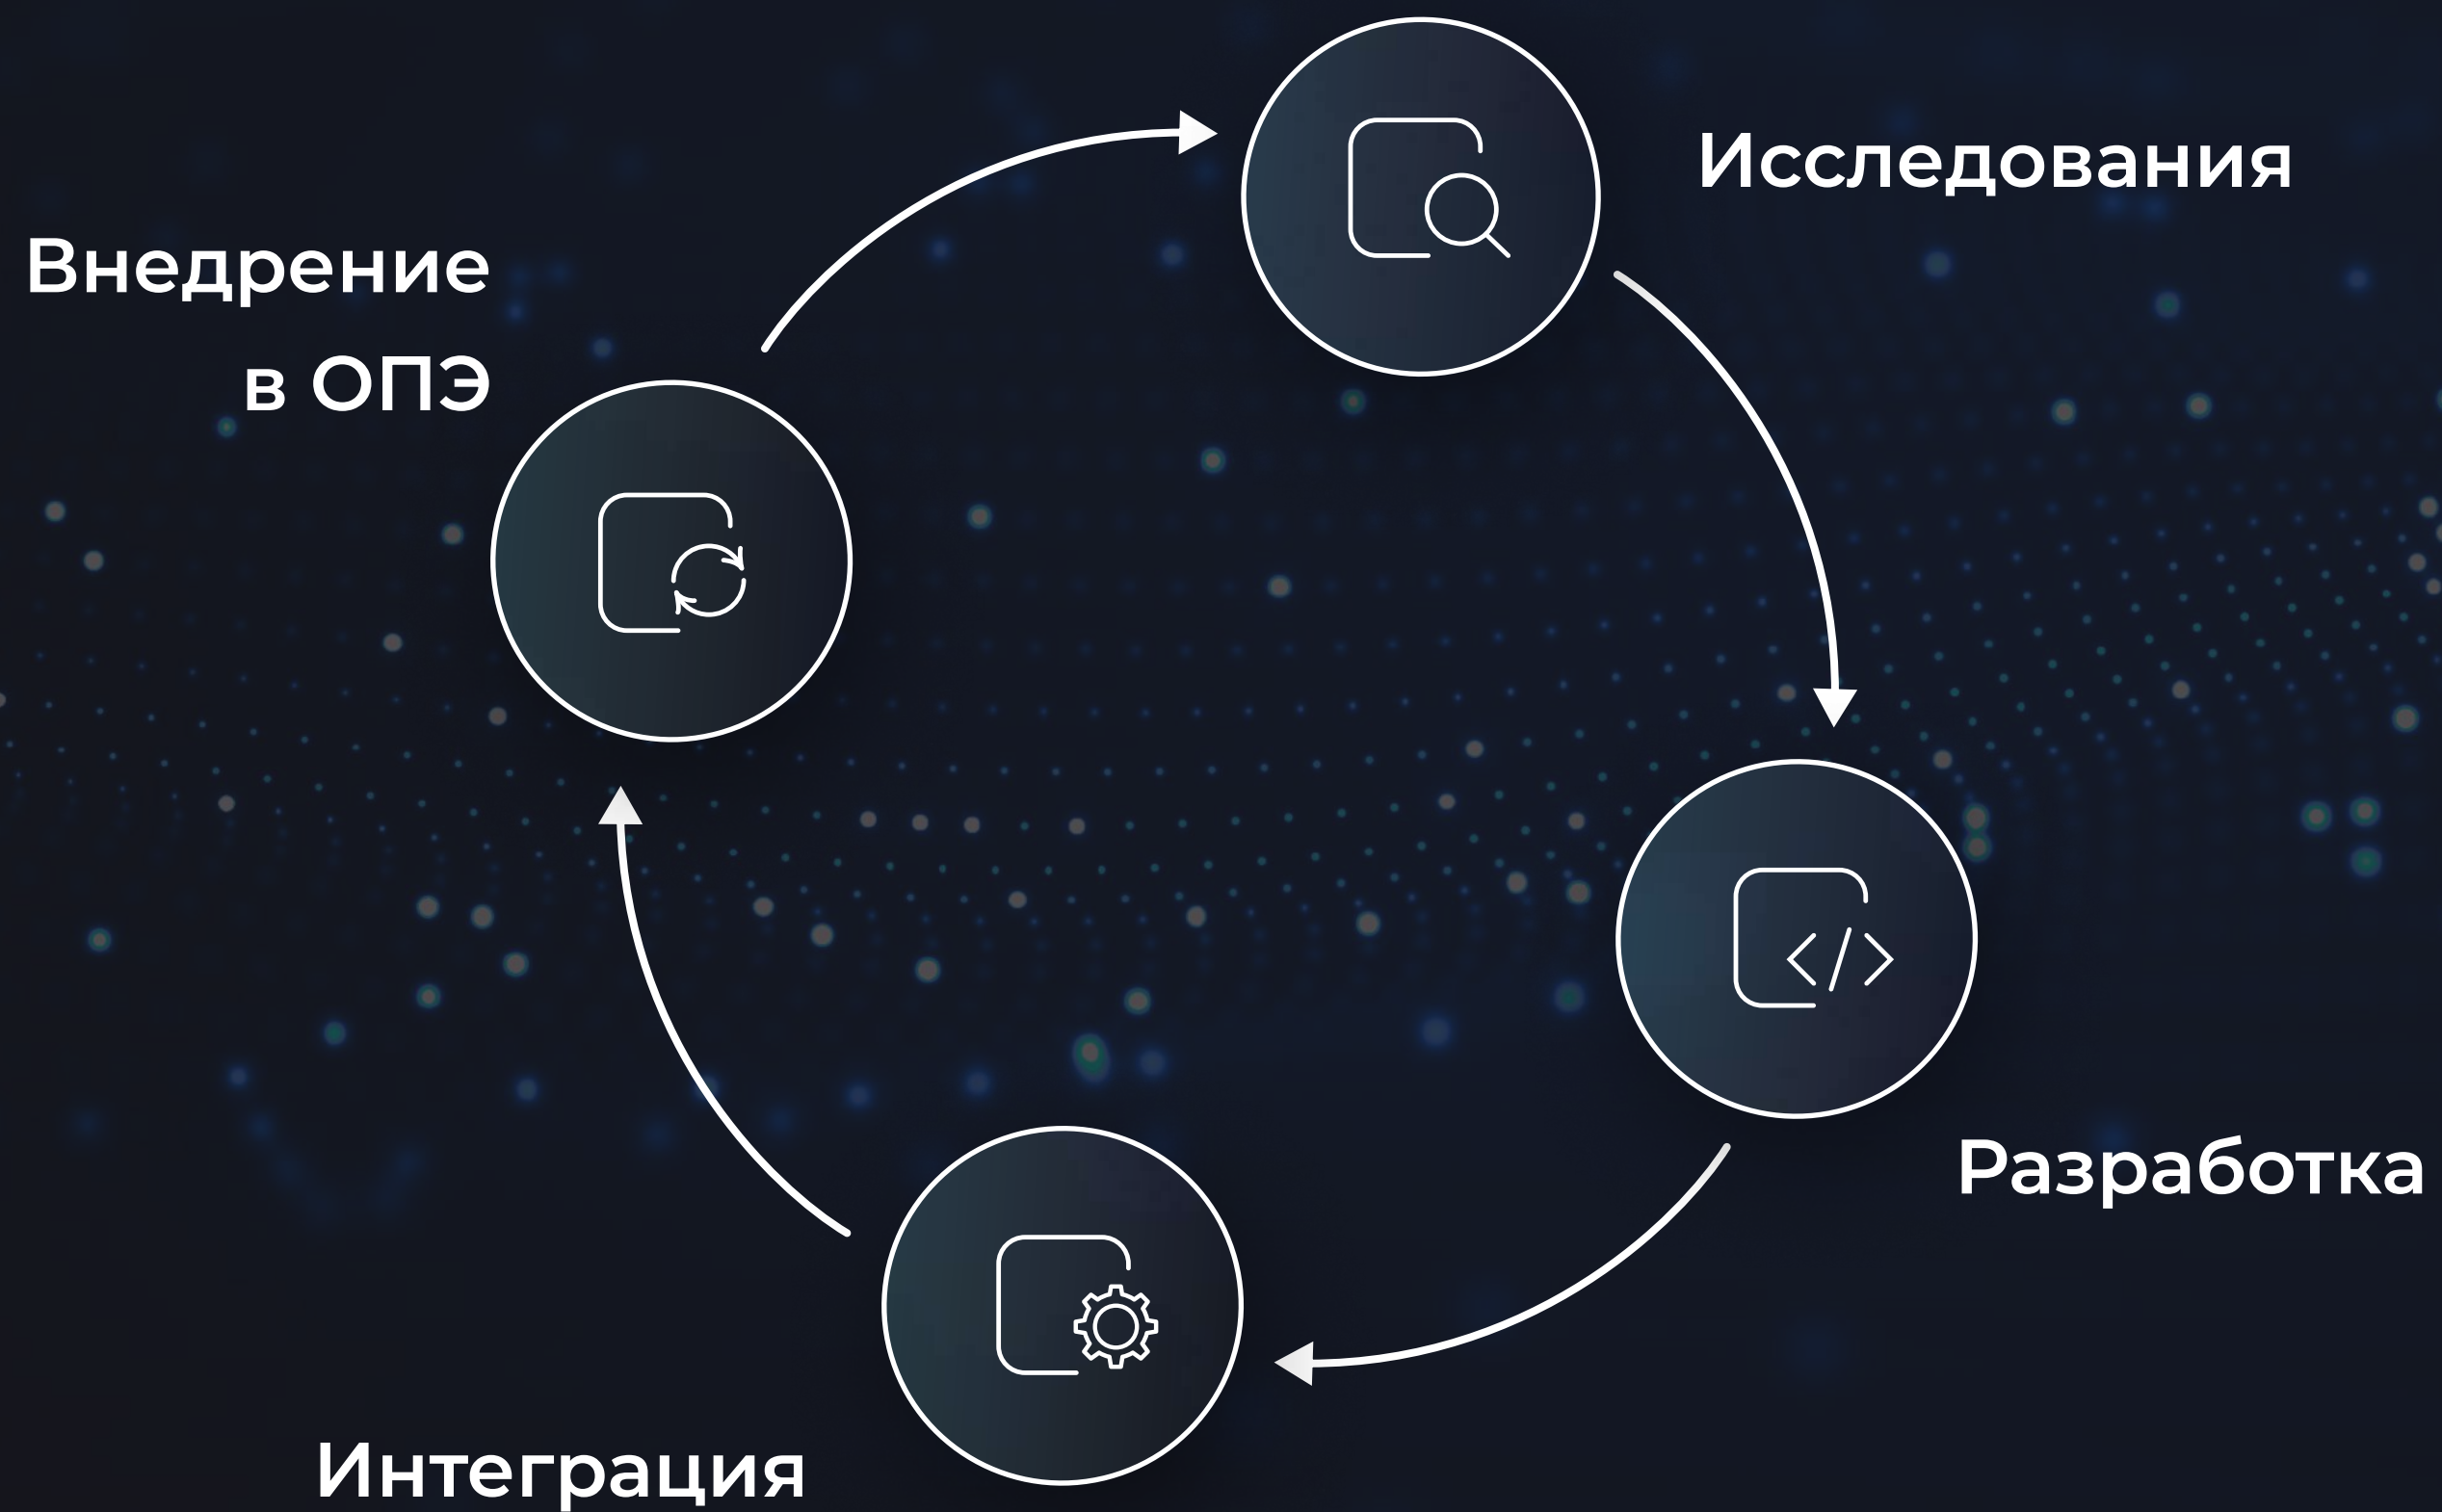 Исследования
Внедрение
в ОПЭ
Разработка
Интеграция